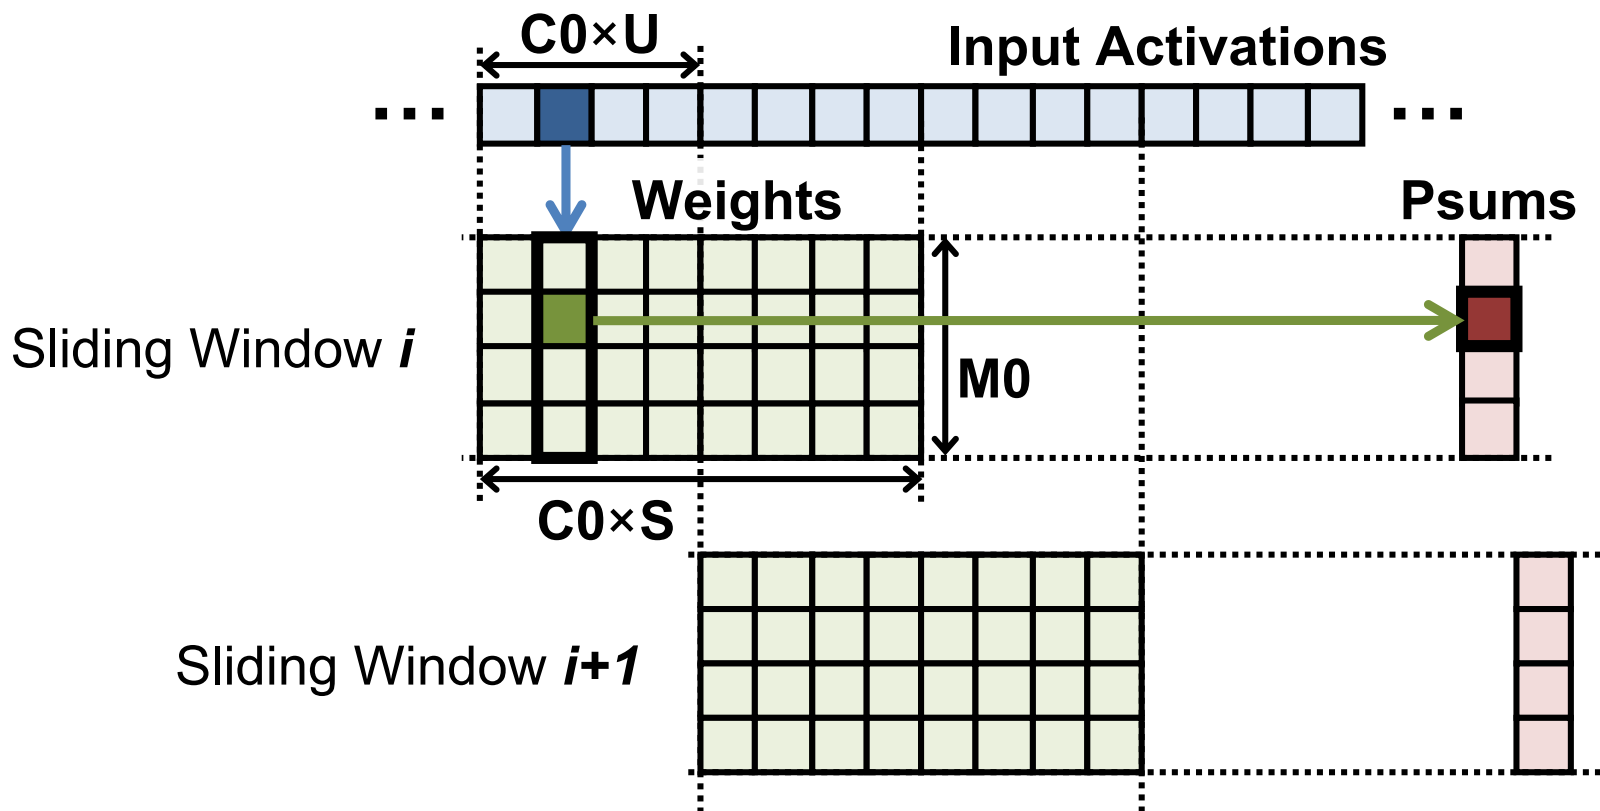 C0×U
Input Activations
... ...
Weights
Psums
Sliding Window i
M0
C0×S
Sliding Window i+1